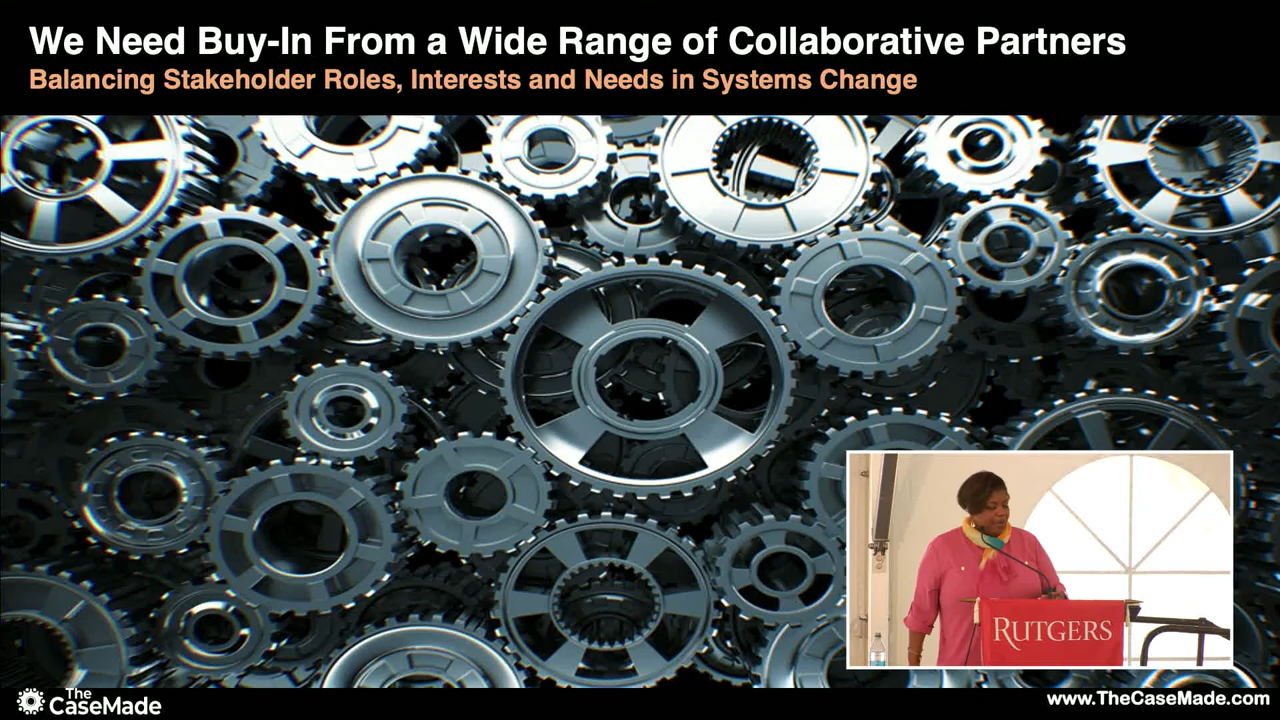 We Need Buy-In From a Wide Range of Collaborative Partners
Balancing Stakeholder Roles, Interests and Needs in Systems Change
RUTGERS
The
CaseMade
www.TheCaseMade.com